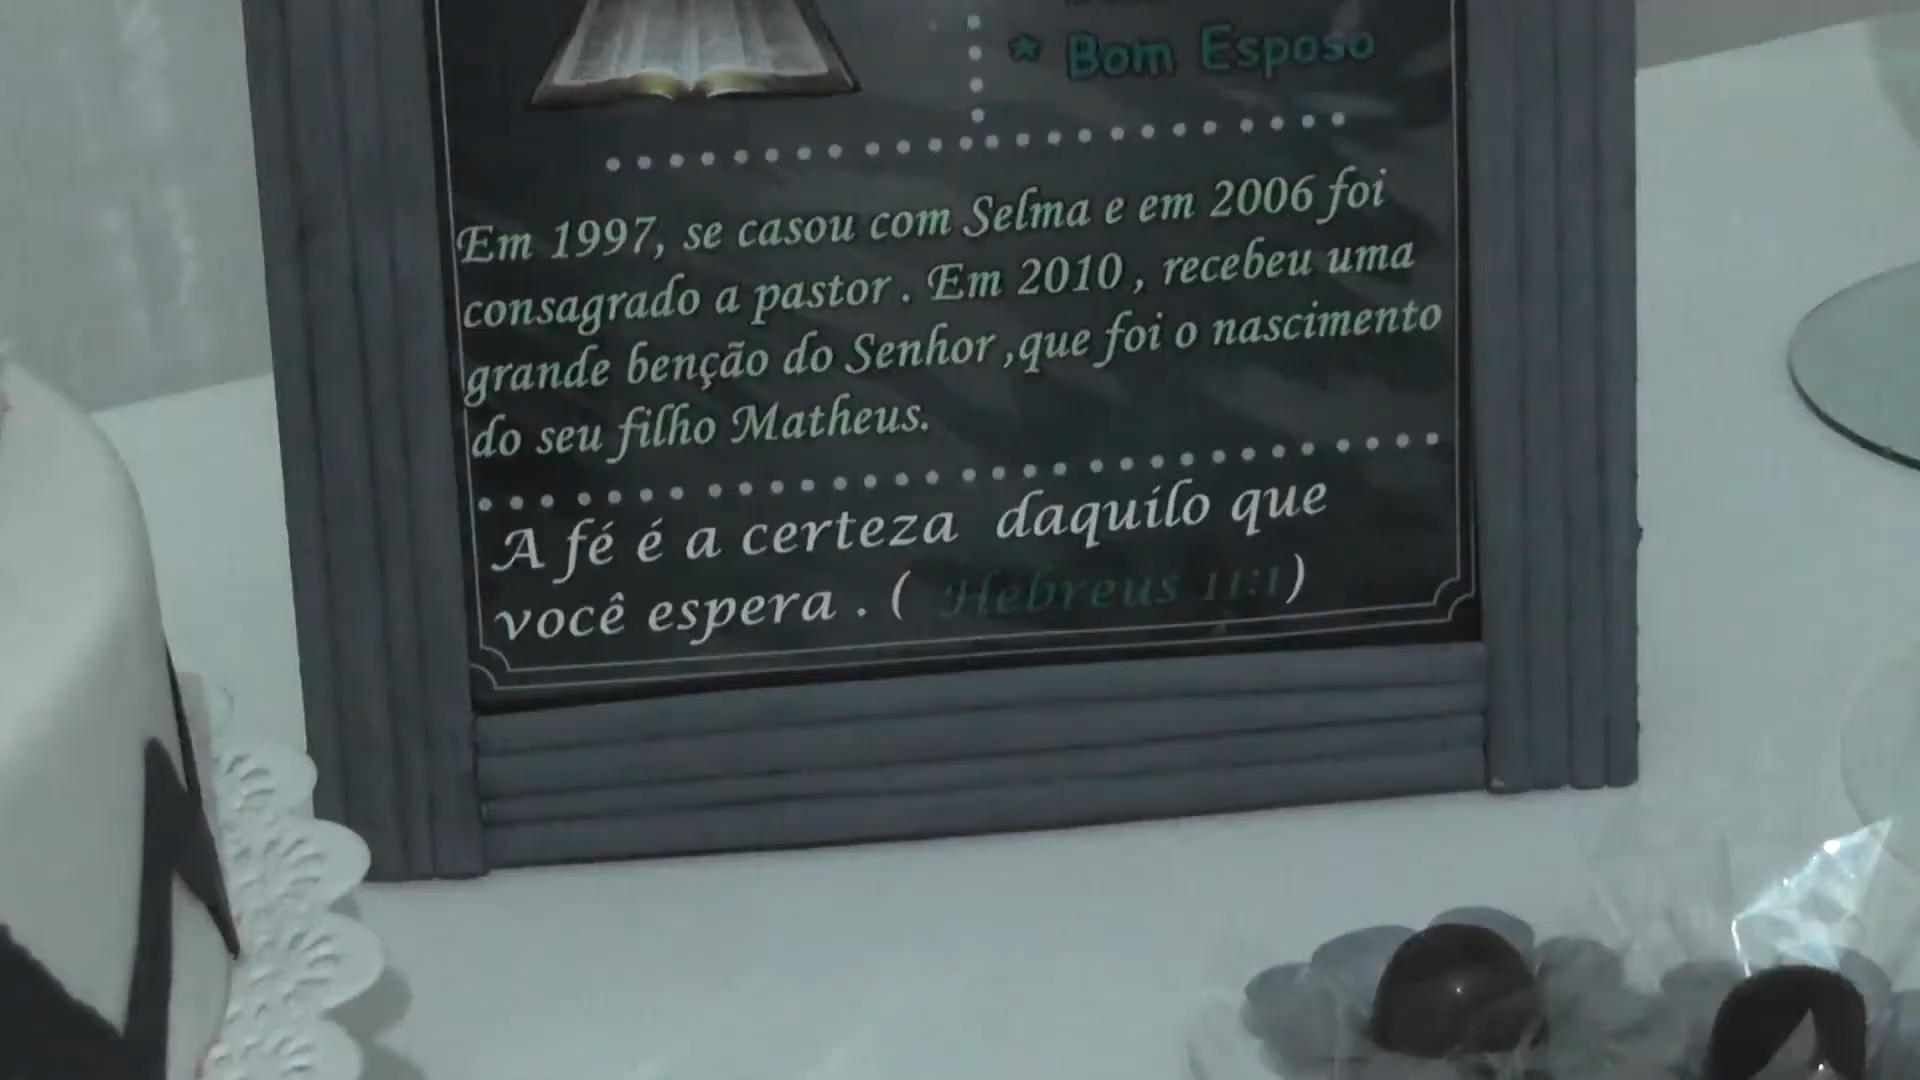 * Bom Esposo
Em 1997, se casou com Selma e em 2006 foi
consagrado a pastor . Em 2010 , recebeu uma
grande benção do Senhor ,que foi o nascimento
do seu filho Matheus.
A fé é a certeza daquilo que
você espera . ( Hebreus 11:1)